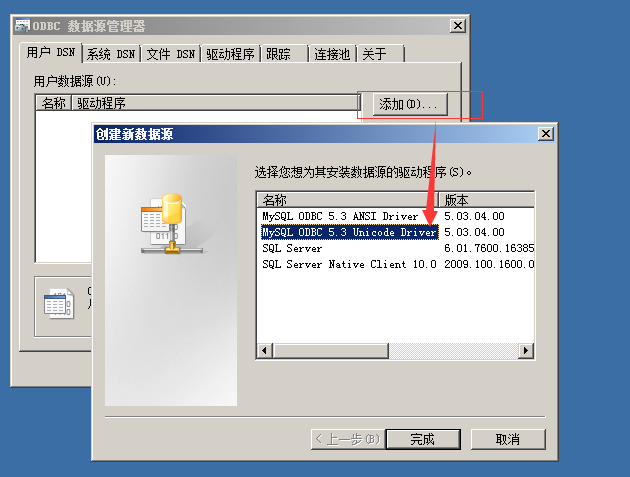 ODBC 数据源管理器
用户 DSN 系统 DSN 文件 DSN 驱动程序 跟踪 连接池 关于
用户数据源(U):
名称 驱动程序
添加(D)...
创建新数据源
选择您想为其安装数据源的驱动程序(S)。
名称 版本
MySQL ODBC 5.3 ANSI Driver 5.03.04.00
MySQL ODBC 5.3 Unicode Driver 5.03.04.00
SQL Server 6.01.7600.16385
SQL Server Native Client 10.0 2009.100.1600.0
<上一步(B) 完成 取消